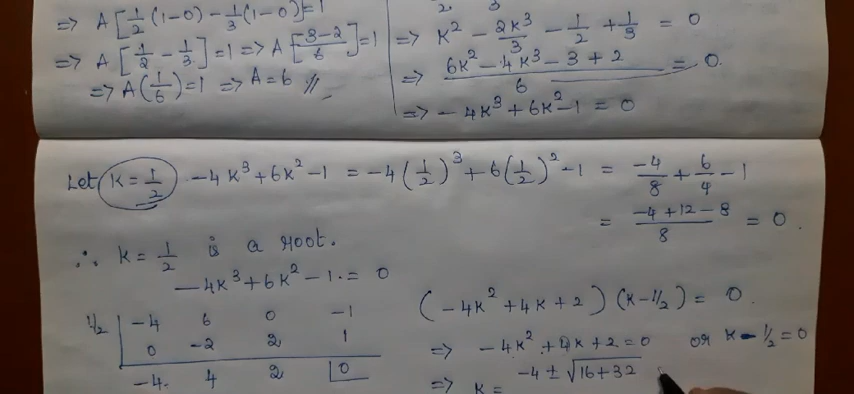 => A[1/2 (1-0) - 1/3 (1-0)] = 1
=> A[1/2 - 1/3] = 1 => A[3-2/6] = 1
=> A(1/6) = 1 => A = 6 //
2 3
=> K² - 2K³/3 - 1/2 + 1/3 = 0
=> 6K² - 4K³ - 3 + 2 / 6 = 0
=> -4K³ + 6K² - 1 = 0
Let K = 1/2 -4K³ + 6K² - 1 = -4(1/2)³ + 6(1/2)² - 1 = -4/8 + 6/4 - 1
= -4 + 12 - 8 / 8 = 0.
∴ K = 1/2 is a root.
-4K³ + 6K² - 1 = 0
1/2 | -4 6 0 -1
0 -2 2 1
-4 4 2 |0
(-4K² + 4K + 2)(K - 1/2) = 0.
=> -4K² + 4K + 2 = 0 or K - 1/2 = 0
=> K = -4 ± √16+32